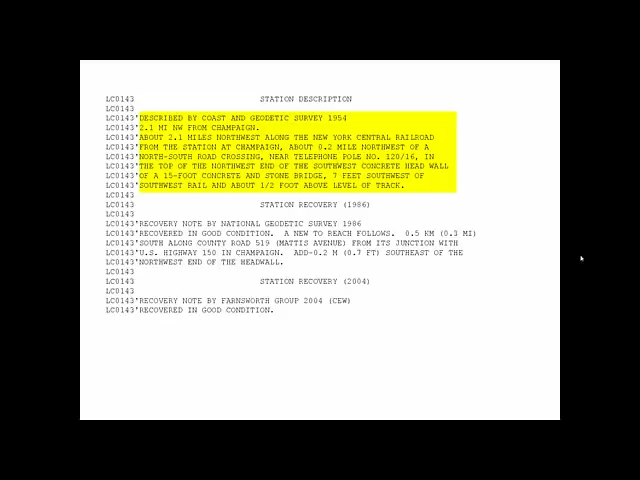 LC0143 STATION DESCRIPTION
LC0143
LC0143'DESCRIBED BY COAST AND GEODETIC SURVEY 1954
LC0143'2.1 MI NW FROM CHAMPAIGN.
LC0143'ABOUT 2.1 MILES NORTHWEST ALONG THE NEW YORK CENTRAL RAILROAD
LC0143'FROM THE STATION AT CHAMPAIGN, ABOUT 0.2 MILE NORTHWEST OF A
LC0143'NORTH-SOUTH ROAD CROSSING, NEAR TELEPHONE POLE NO. 120/16, IN
LC0143'THE TOP OF THE NORTHWEST END OF THE SOUTHWEST CONCRETE HEAD WALL
LC0143'OF A 15-FOOT CONCRETE AND STONE BRIDGE, 7 FEET SOUTHWEST OF
LC0143'SOUTHWEST RAIL AND ABOUT 1/2 FOOT ABOVE LEVEL OF TRACK.
LC0143
LC0143 STATION RECOVERY (1986)
LC0143
LC0143'RECOVERY NOTE BY NATIONAL GEODETIC SURVEY 1986
LC0143'RECOVERED IN GOOD CONDITION. A NEW TO REACH FOLLOWS. 0.5 KM (0.3 MI)
LC0143'SOUTH ALONG COUNTY ROAD 519 (MATTIS AVENUE) FROM ITS JUNCTION WITH
LC0143'U.S. HIGHWAY 150 IN CHAMPAIGN. ADD-0.2 M (0.7 FT) SOUTHEAST OF THE
LC0143'NORTHWEST END OF THE HEADWALL.
LC0143
LC0143 STATION RECOVERY (2004)
LC0143
LC0143'RECOVERY NOTE BY FARNSWORTH GROUP 2004 (CEW)
LC0143'RECOVERED IN GOOD CONDITION.